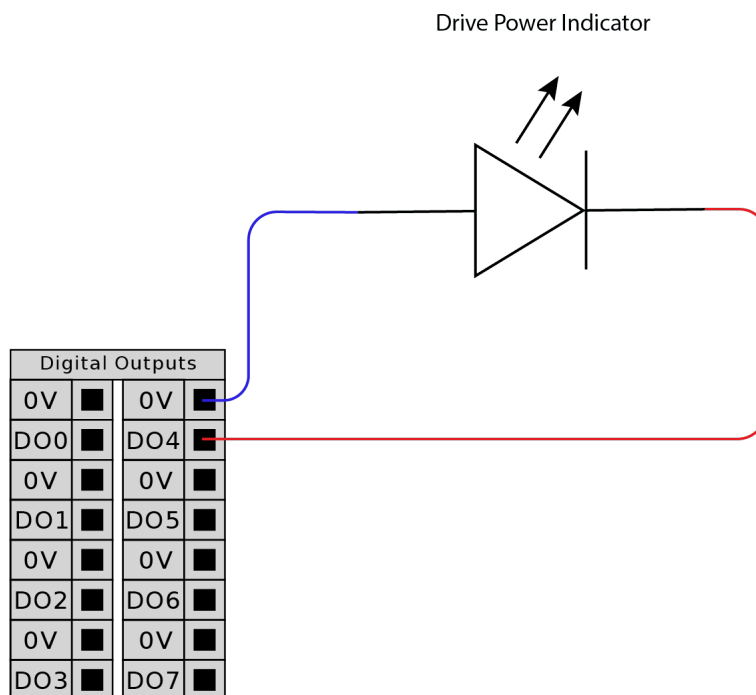 Drive Power Indicator
Digital Outputs
0V 0V
DO0 DO4
0V 0V
DO1 DO5
0V 0V
DO2 DO6
0V 0V
DO3 DO7